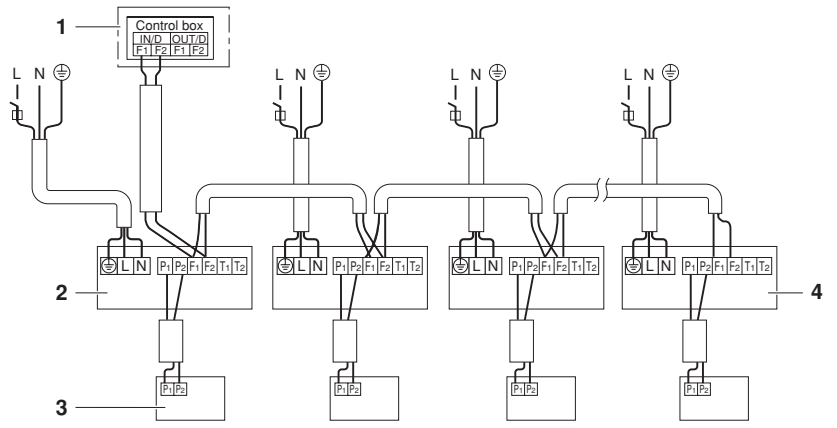 1
Control box
IN/D OUT/D
F1 F2 F1 F2
L N
L N
L N
L N
L N P1 P2 F1 F2 T1 T2
L N P1 P2 F1 F2 T1 T2
L N P1 P2 F1 F2 T1 T2
L N P1 P2 F1 F2 T1 T2
2
4
P1 P2
P1 P2
P1 P2
P1 P2
3